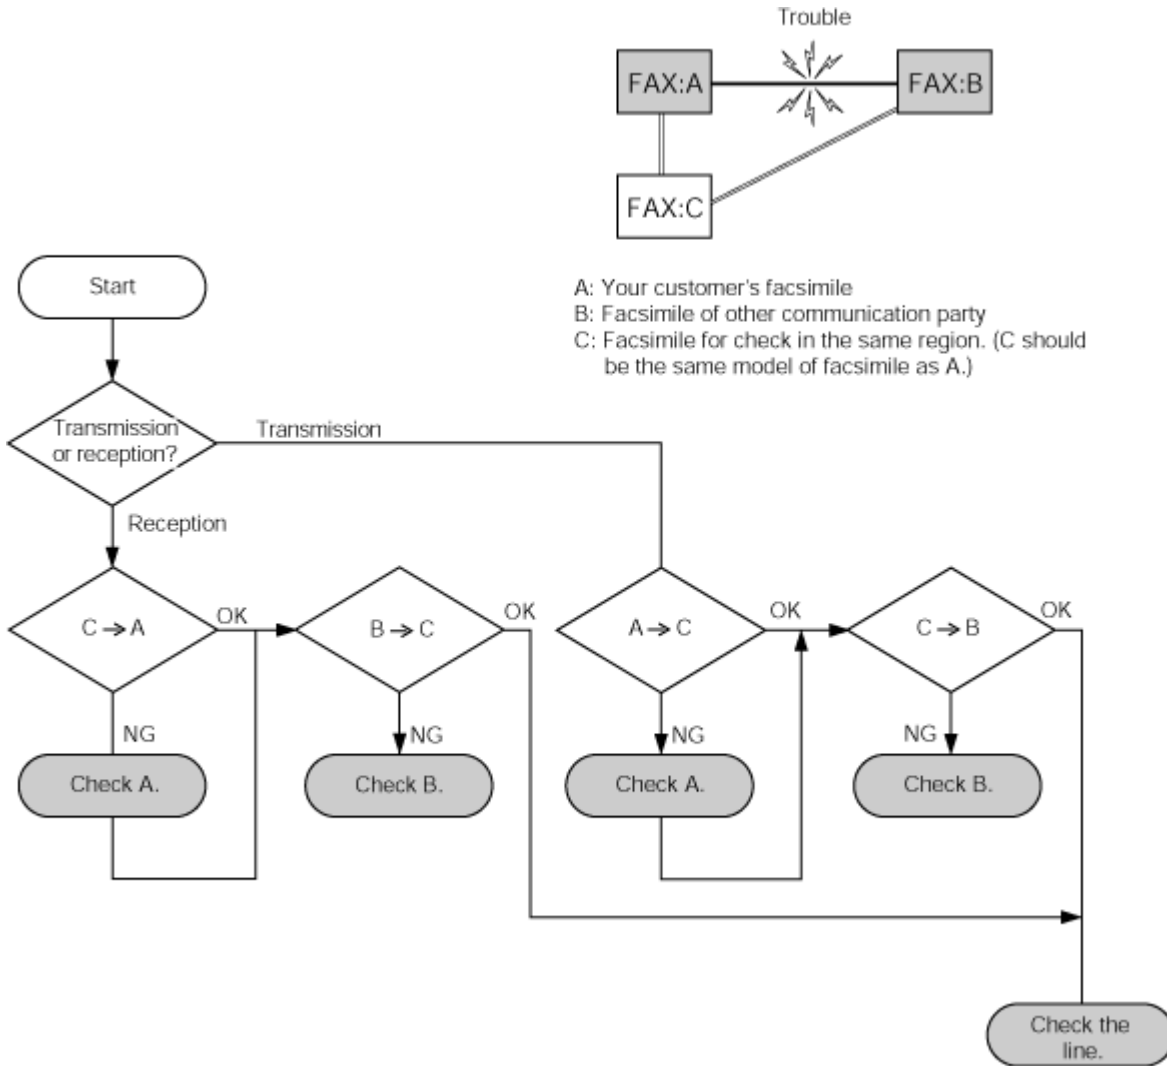 Trouble
FAX:A
FAX:B
FAX:C
A: Your customer's facsimile
B: Facsimile of other communication party
C: Facsimile for check in the same region. (C should
be the same model of facsimile as A.)
Start
Transmission
or reception?
Transmission
Reception
C → A
OK
B → C
OK
A → C
OK
C → B
OK
NG
NG
NG
NG
Check A.
Check B.
Check A.
Check B.
Check the
line.